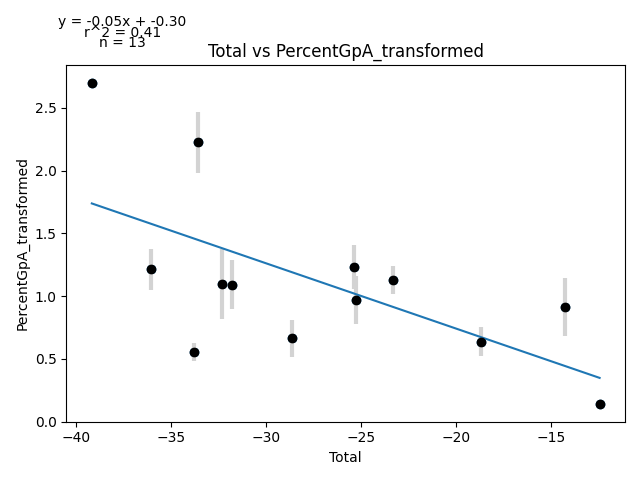 y = -0.05x + -0.30
r^2 = 0.41
n = 13
Total vs PercentGpA_transformed
PercentGpA_transformed
2.5
2.0
1.5
1.0
0.5
0.0
−40
−35
−30
−25
−20
−15
Total